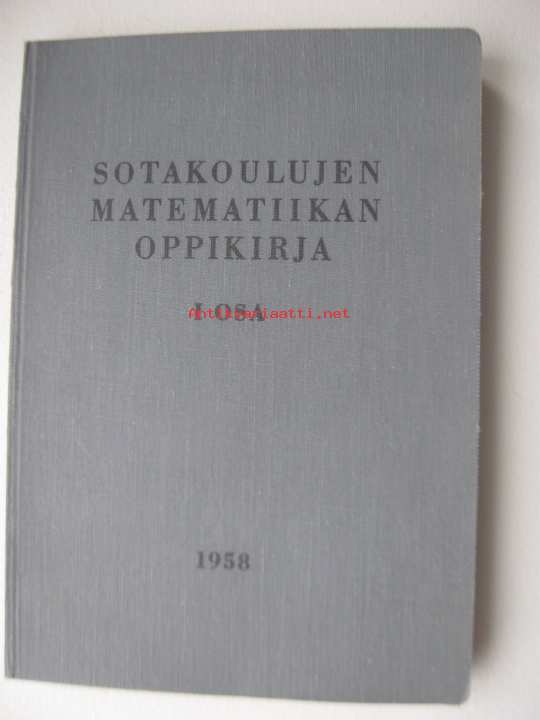 SOTAKOULUJEN
MATEMATIIKAN
OPPIKIRJA
I OSA
Antikvariaatti.net
1958